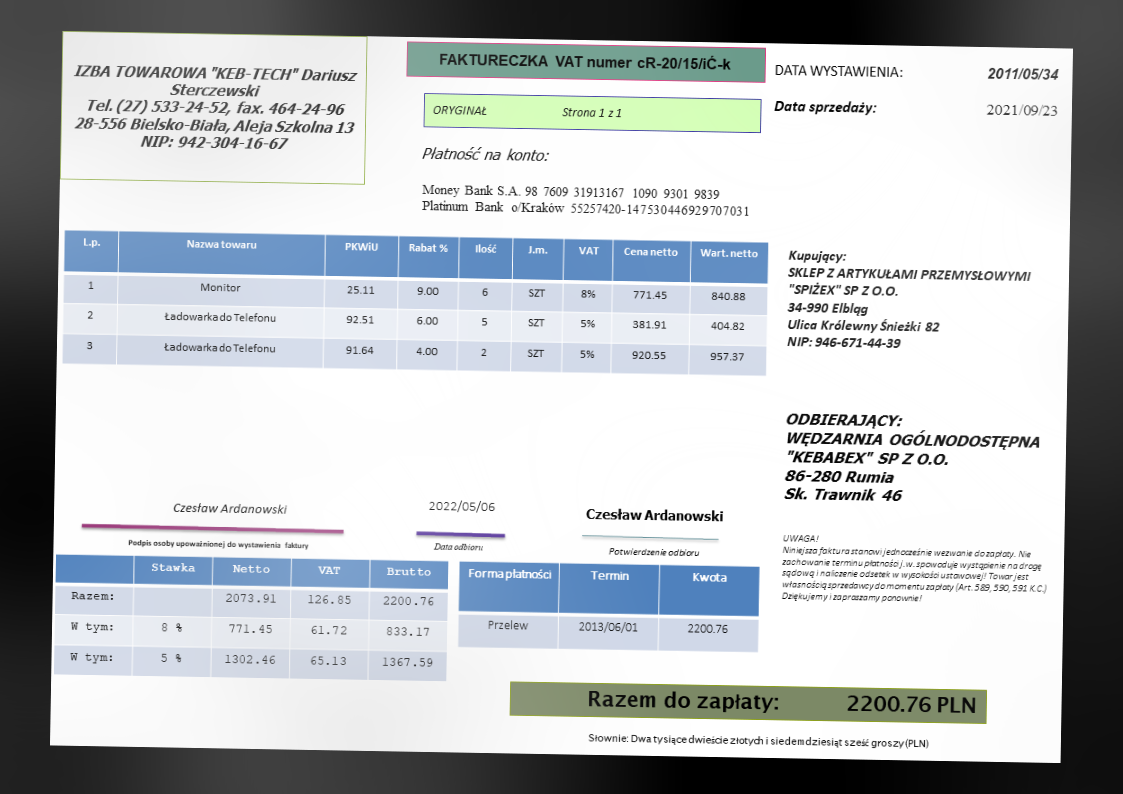 IZBA TOWAROWA "KEB-TECH" Dariusz
Sterczewski
Tel. (27) 533-24-52, fax. 464-24-96
28-556 Bielsko-Biała, Aleja Szkolna 13
NIP: 942-304-16-67
FAKTURECZKA VAT numer cR-20/15/iĆ-k
ORYGINAŁ Strona 1 z 1
DATA WYSTAWIENIA: 2011/05/34
Data sprzedaży: 2021/09/23
Płatność na konto:
Money Bank S.A. 98 7609 31913167 1090 9301 9839
Platinum Bank o/Kraków 55257420-147530446929707031
L.p. Nazwa towaru PKWiU Rabat % Ilość J.m. VAT Cena netto Wart. netto
1 Monitor 25.11 9.00 6 SZT 8% 771.45 840.88
2 Ładowarka do Telefonu 92.51 6.00 5 SZT 5% 381.91 404.82
3 Ładowarka do Telefonu 91.64 4.00 2 SZT 5% 920.55 957.37
Kupujący:
SKLEP Z ARTYKUŁAMI PRZEMYSŁOWYMI
"SPIŻEX" SP Z O.O.
34-990 Elbląg
Ulica Królewny Śnieżki 82
NIP: 946-671-44-39
ODBIERAJĄCY:
WĘDZARNIA OGÓLNODOSTĘPNA
"KEBABEX" SP Z O.O.
86-280 Rumia
Sk. Trawnik 46
Czesław Ardanowski
Podpis osoby upoważnionej do wystawienia faktury
2022/05/06
Data odbioru
Czesław Ardanowski
Potwierdzenie odbioru
UWAGA!
Niniejsza faktura stanowi jednocześnie wezwanie do zapłaty. Nie
zachowanie terminu płatności j.w. spowoduje wystąpienie na drogę
sądową i naliczenie odsetek w wysokości ustawowej! Towar jest
własnością sprzedawcy do momentu zapłaty (Art. 589, 590, 591 K.C.)
Dziękujemy i zapraszamy ponownie!
Stawka Netto VAT Brutto
Razem: 2073.91 126.85 2200.76
W tym: 8 % 771.45 61.72 833.17
W tym: 5 % 1302.46 65.13 1367.59
Forma płatności Termin Kwota
Przelew 2013/06/01 2200.76
Razem do zapłaty: 2200.76 PLN
Słownie: Dwa tysiące dwieście złotych i siedemdziesiąt sześć groszy (PLN)